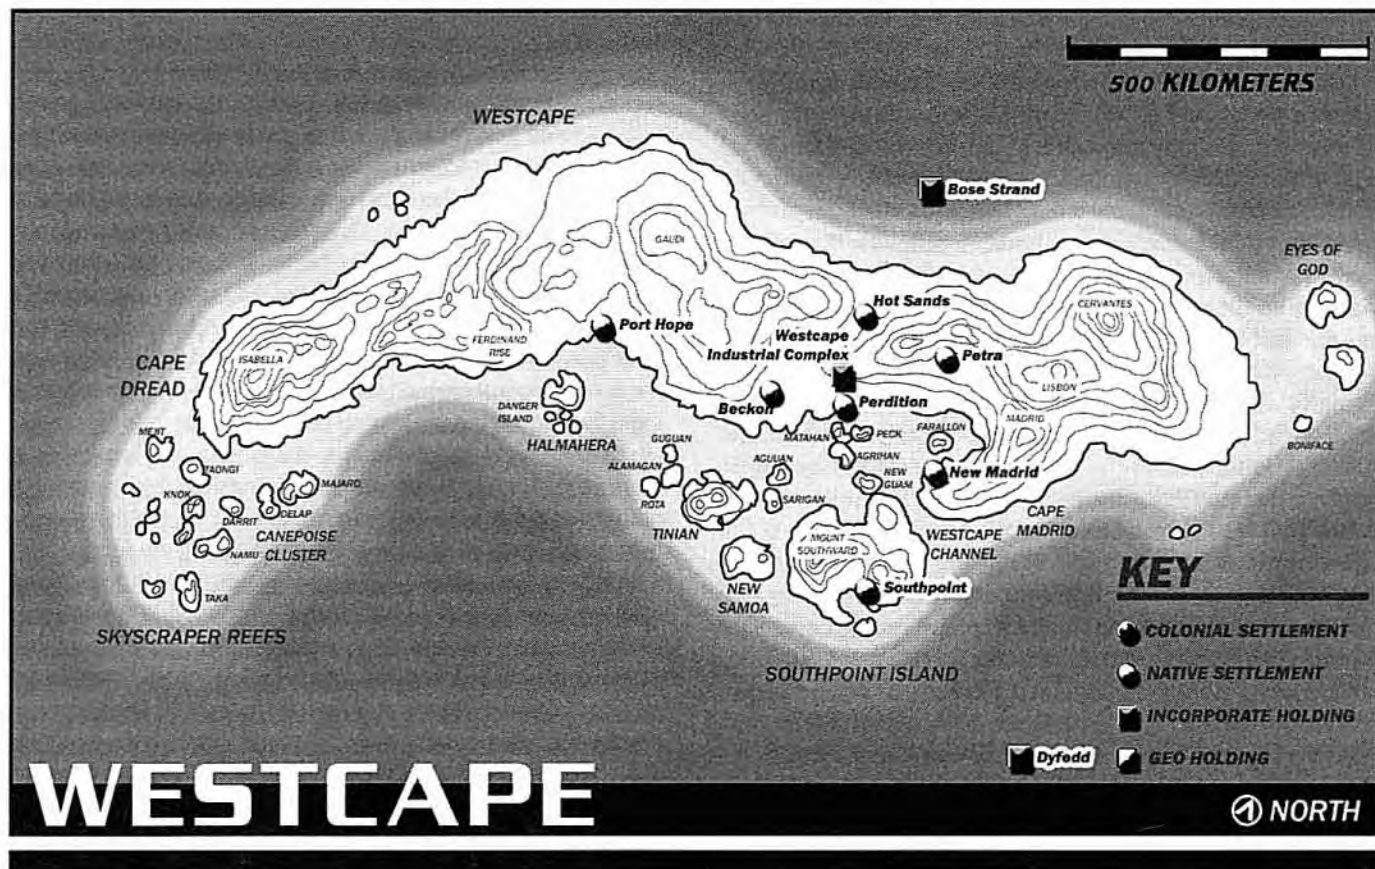 500 KILOMETERS
WESTCAPE
Bose Strand
EYES OF
GOD
GAUDI
CERVANTES
Hot Sands
Port Hope
Westcape
Industrial Complex
FERDINAND
RISE
Petra
ISABELLA
LISBON
CAPE
DREAD
Beckon
Perdition
MADRID
DANGER
ISLAND
HALMAHERA
MATAHAN
PECK
FARALLON
BONIFACE
MEJIT
GUGUAN
AGRIHAN
TAONGI
ALAMAGAN
AGUIJAN
NEW
GUAM
New Madrid
MAJARO
KNOK
ROTA
SARIGAN
DARRIT
DELAP
CAPE
MADRID
TINIAN
CANEPOISE
CLUSTER
WESTCAPE
CHANNEL
MOUNT
SOUTHWARD
NAMU
KEY
NEW
SAMOA
Southpoint
TAKA
SKYSCRAPER REEFS
COLONIAL SETTLEMENT
SOUTHPOINT ISLAND
NATIVE SETTLEMENT
INCORPORATE HOLDING
Dyfedd
GEO HOLDING
WESTCAPE
NORTH